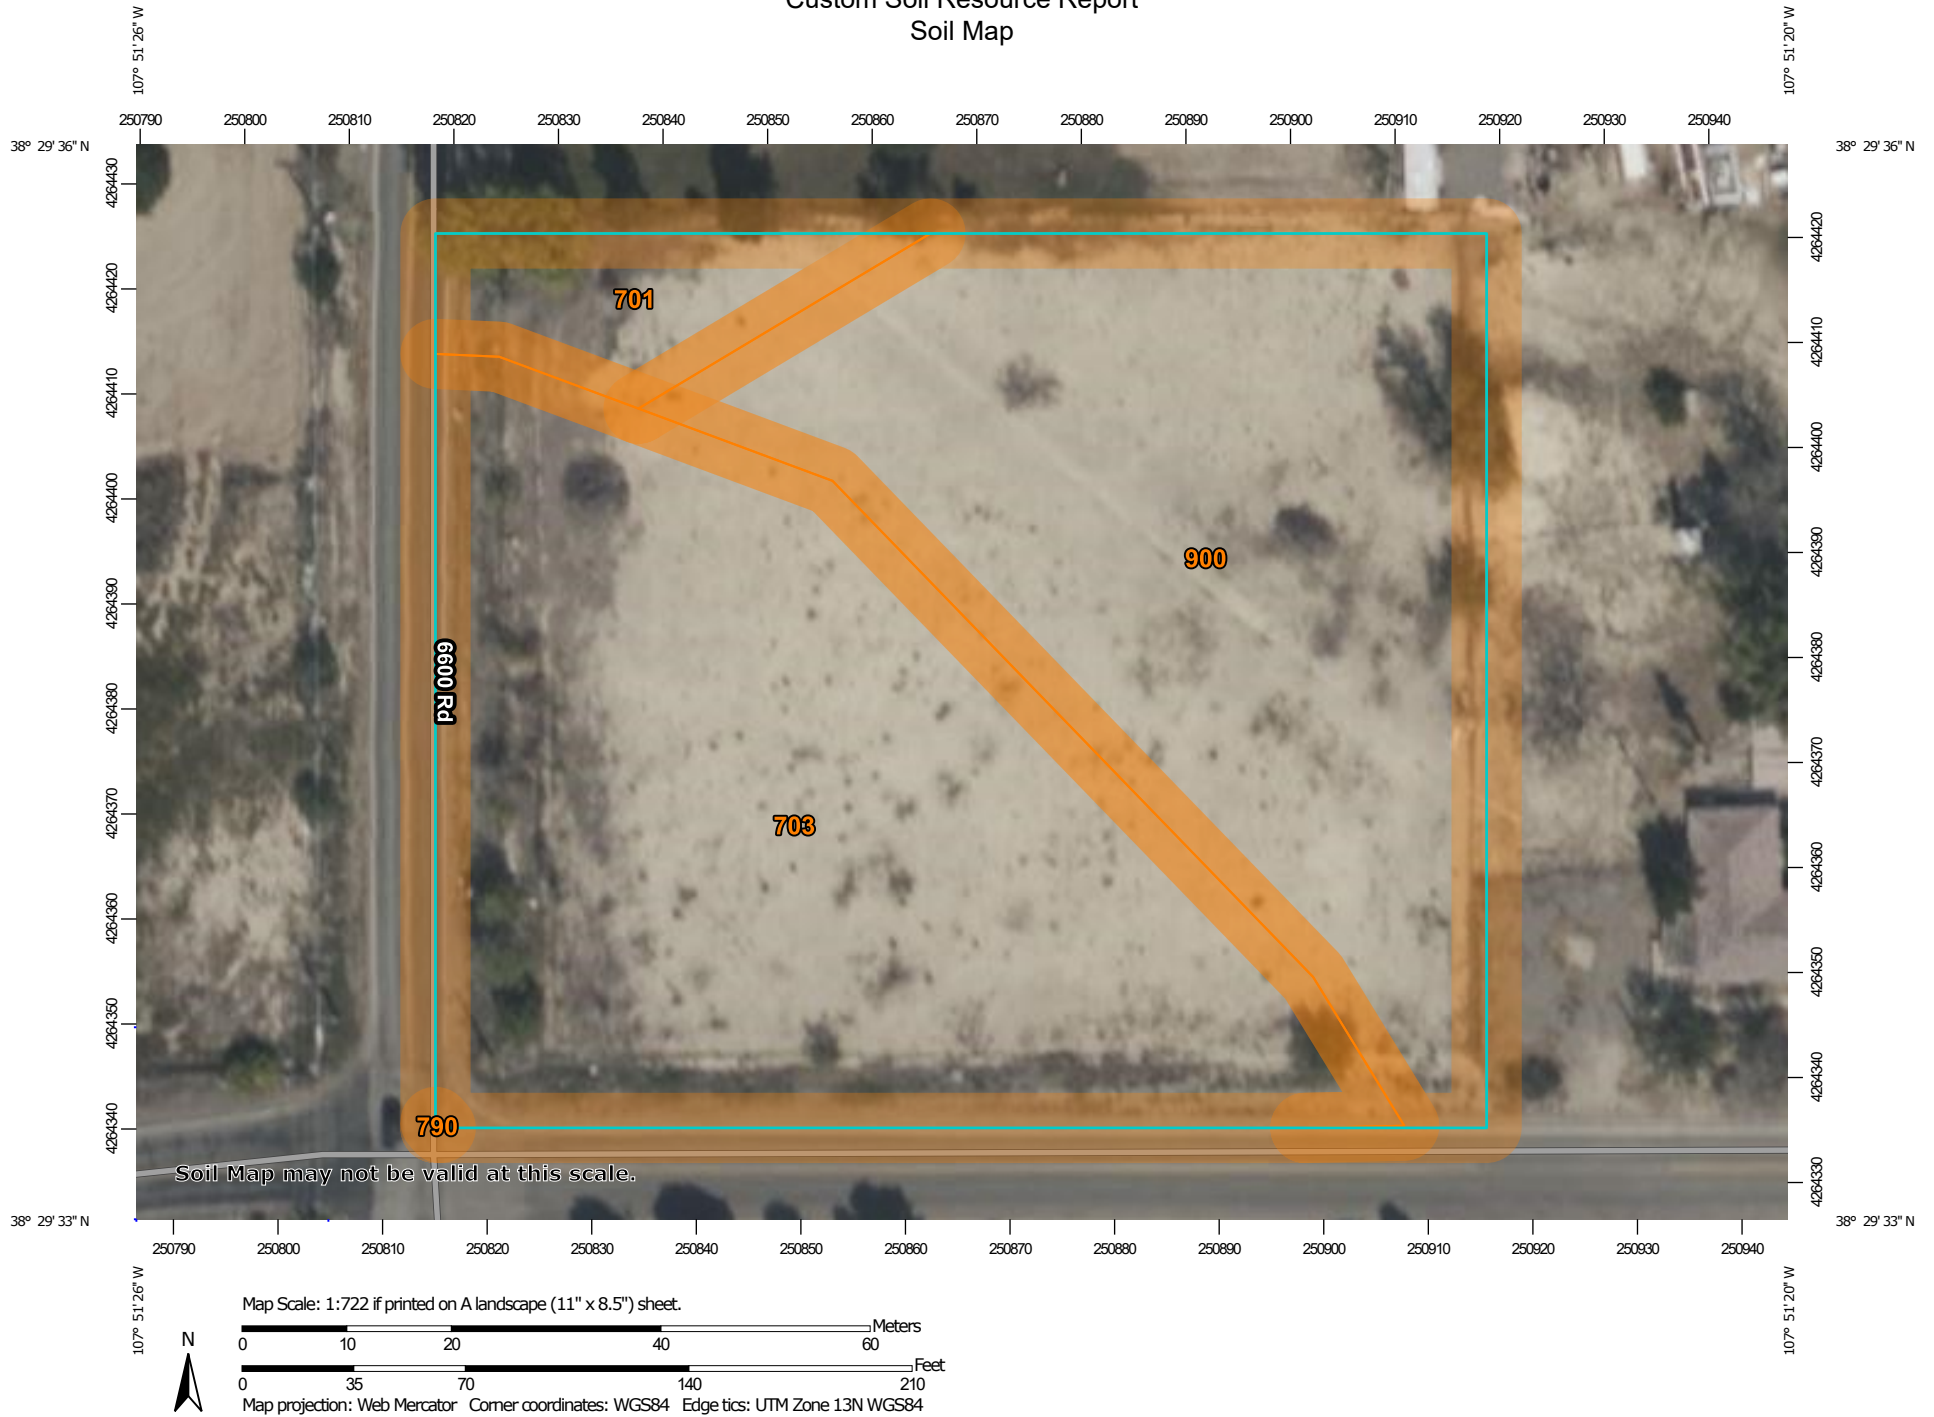 Custom Soil Resource Report
Soil Map
107° 51' 26" W
107° 51' 20" W
250790 250800 250810 250820 250830 250840 250850 250860 250870 250880 250890 250900 250910 250920 250930 250940
38° 29' 36" N
38° 29' 36" N
4264430
4264420
4264410
4264400
4264390
4264380
4264370
4264360
4264350
4264340
4264420
4264410
4264400
4264390
4264380
4264370
4264360
4264350
4264340
4264330
701
900
6600 Rd
703
790
Soil Map may not be valid at this scale.
38° 29' 33" N
38° 29' 33" N
250790 250800 250810 250820 250830 250840 250850 250860 250870 250880 250890 250900 250910 250920 250930 250940
107° 51' 26" W
107° 51' 20" W
Map Scale: 1:722 if printed on A landscape (11" x 8.5") sheet.
Meters
0 10 20 40 60
Feet
0 35 70 140 210
N
Map projection: Web Mercator Corner coordinates: WGS84 Edge tics: UTM Zone 13N WGS84